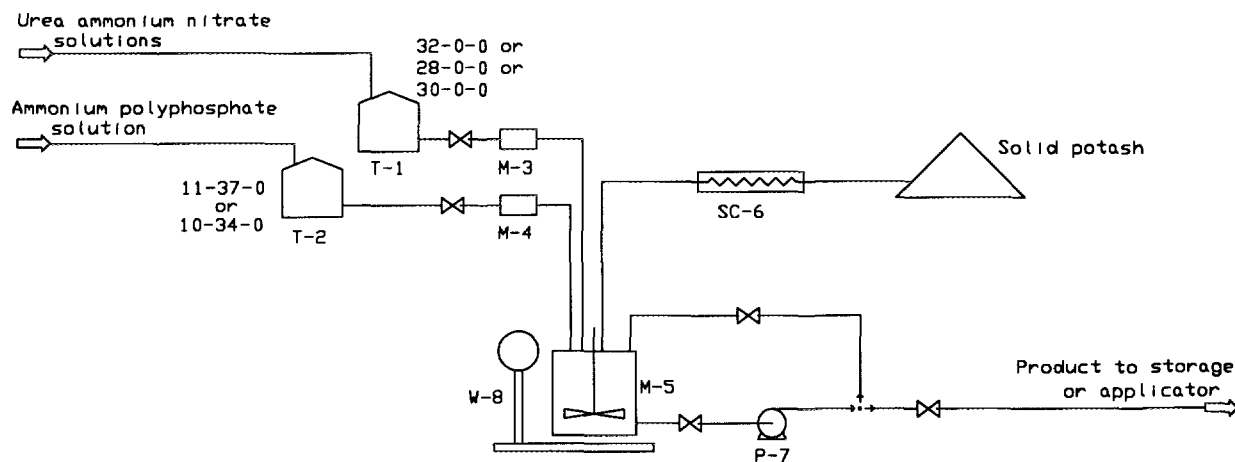 Urea ammonium nitrate
solutions
32-0-0 or
28-0-0 or
30-0-0
Ammonium polyphosphate
solution
T-1
M-3
Solid potash
11-37-0
or
10-34-0
T-2
M-4
SC-6
W-8
M-5
Product to storage
or applicator
P-7